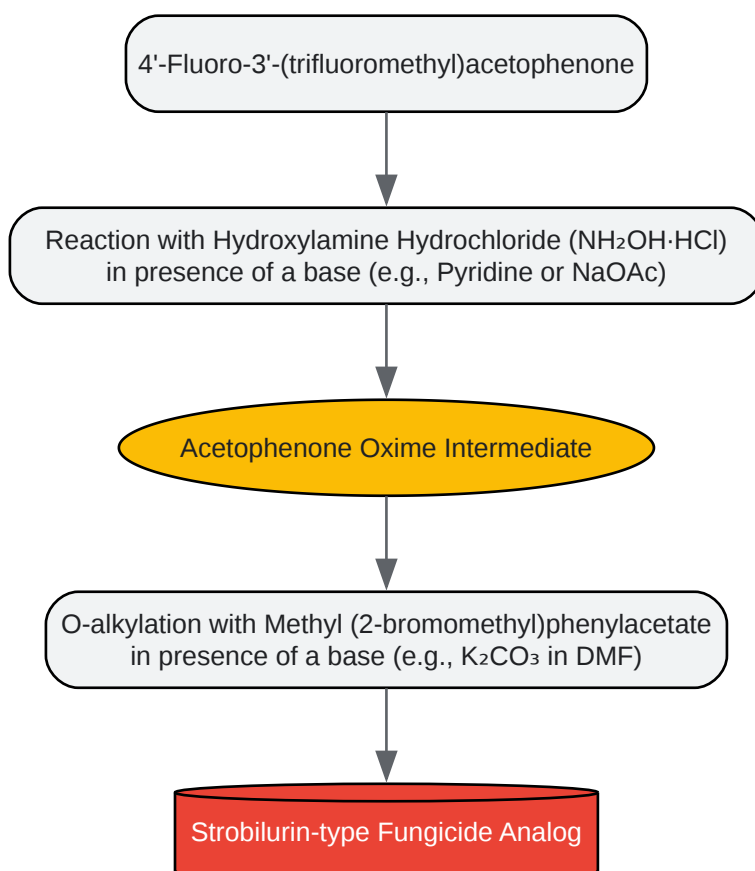 4'-Fluoro-3'-(trifluoromethyl)acetophenone
Reaction with Hydroxylamine Hydrochloride (NH₂OH·HCl)
in presence of a base (e.g., Pyridine or NaOAc)
Acetophenone Oxime Intermediate
O-alkylation with Methyl (2-bromomethyl)phenylacetate
in presence of a base (e.g., K₂CO₃ in DMF)
Strobilurin-type Fungicide Analog